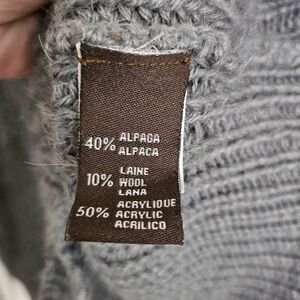 40% ALPAGA
ALPACA
LAINE
10% WOOL
LANA
ACRYLIQUE
50% ACRYLIC
ACRILICO